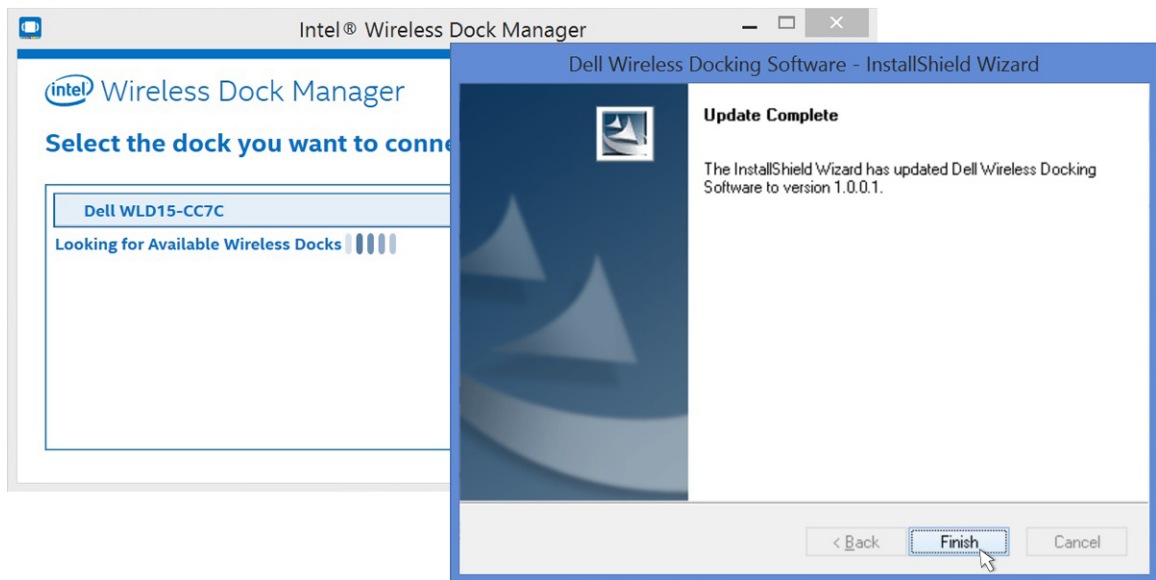 Intel® Wireless Dock Manager
intel Wireless Dock Manager
Select the dock you want to conne
Dell WLD15-CC7C
Looking for Available Wireless Docks
Dell Wireless Docking Software - InstallShield Wizard
Update Complete
The InstallShield Wizard has updated Dell Wireless Docking
Software to version 1.0.0.1.
< Back Finish Cancel